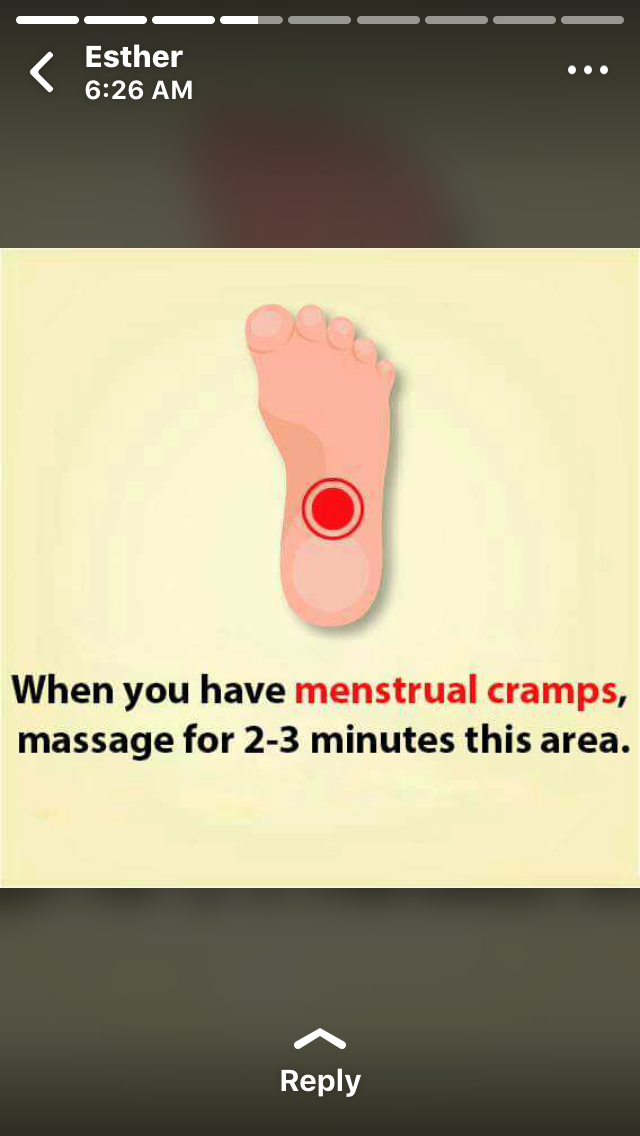 Esther
6:26 AM
When you have menstrual cramps,
massage for 2-3 minutes this area.
Reply